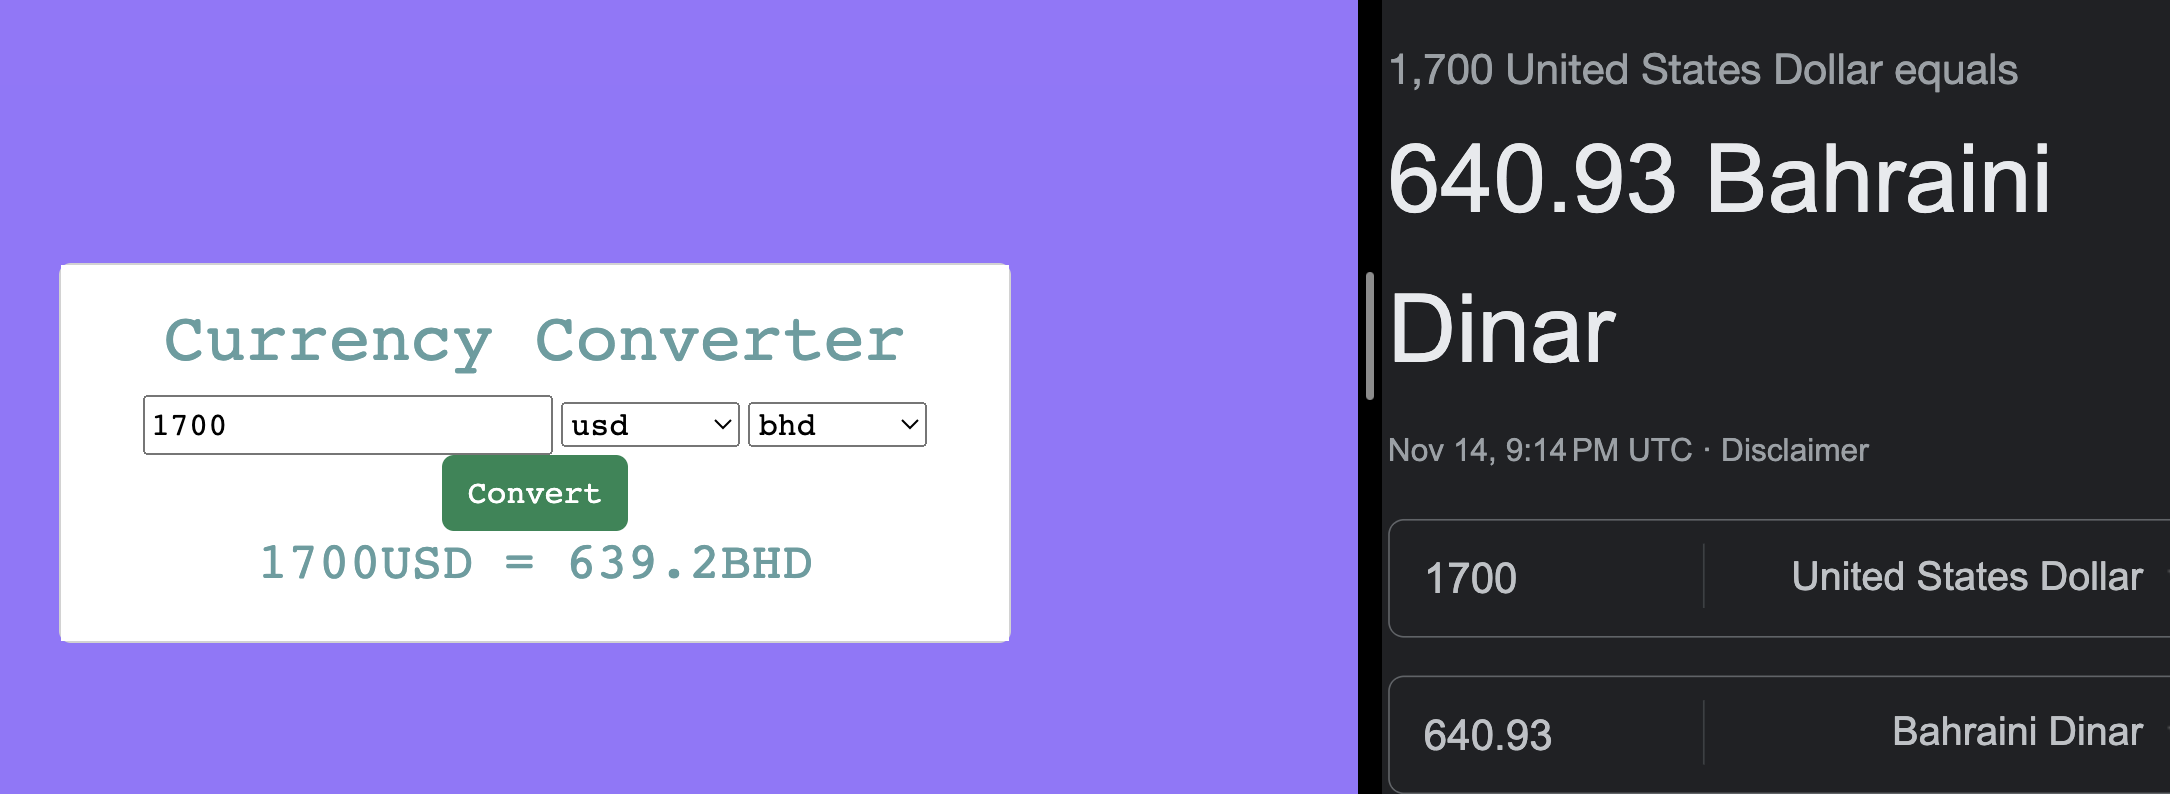 Currency Converter
1700 usd bhd
Convert
1700USD = 639.2BHD
1,700 United States Dollar equals
640.93 Bahraini
Dinar
Nov 14, 9:14 PM UTC · Disclaimer
1700 United States Dollar
640.93 Bahraini Dinar